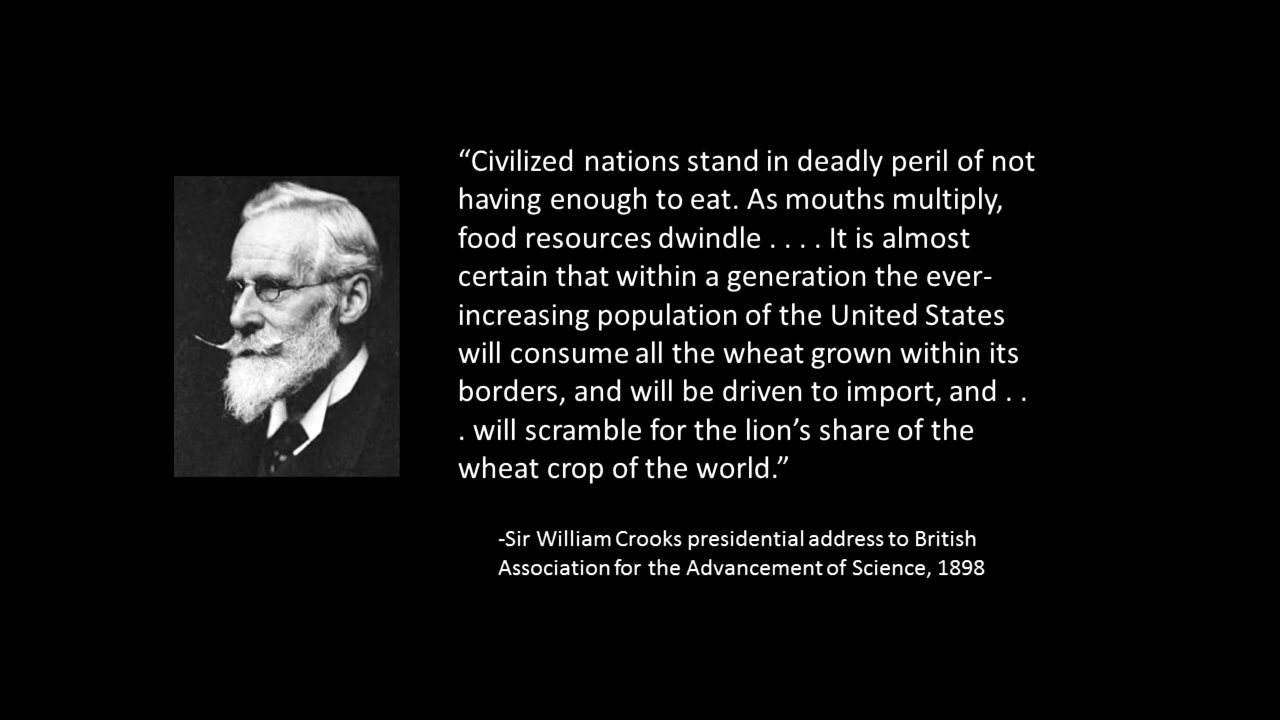 “Civilized nations stand in deadly peril of not
having enough to eat. As mouths multiply,
food resources dwindle . . . . It is almost
certain that within a generation the ever-
increasing population of the United States
will consume all the wheat grown within its
borders, and will be driven to import, and . .
. will scramble for the lion’s share of the
wheat crop of the world.”
-Sir William Crooks presidential address to British
Association for the Advancement of Science, 1898